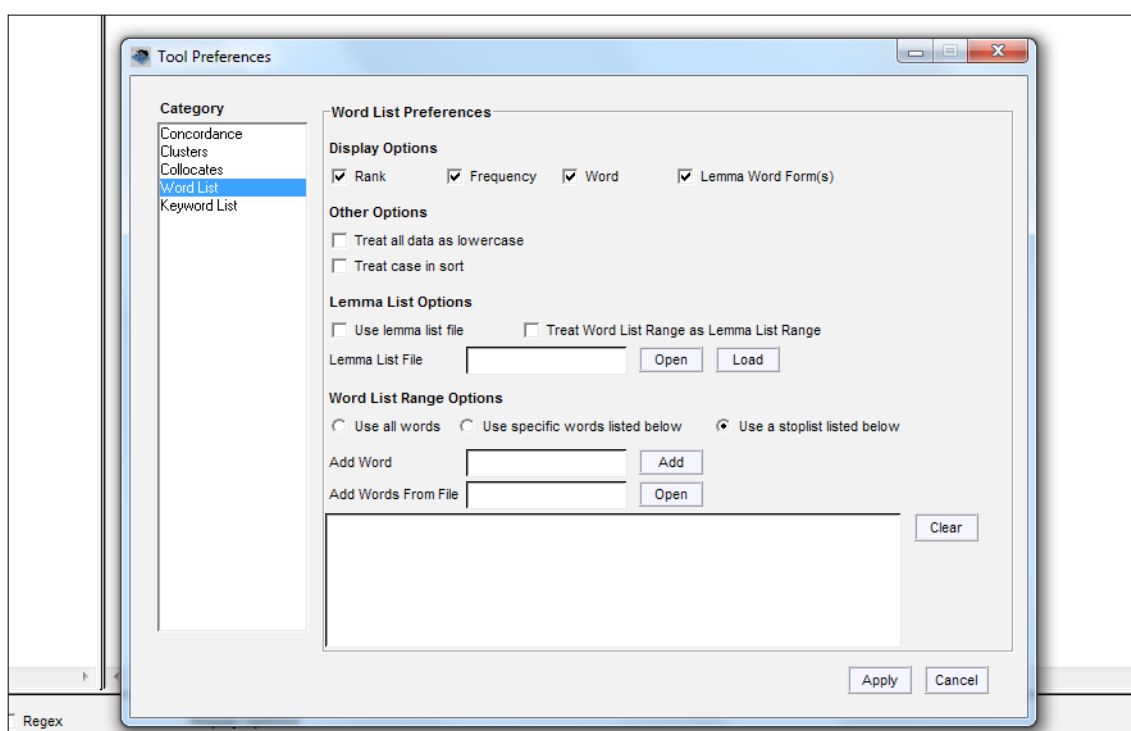 Tool Preferences
Category
Concordance
Clusters
Collocates
Word List
Keyword List
Word List Preferences
Display Options
Rank Frequency Word Lemma Word Form(s)
Other Options
Treat all data as lowercase
Treat case in sort
Lemma List Options
Use lemma list file Treat Word List Range as Lemma List Range
Lemma List File Open Load
Word List Range Options
Use all words Use specific words listed below Use a stoplist listed below
Add Word Add
Add Words From File Open
Clear
Apply Cancel
Regex